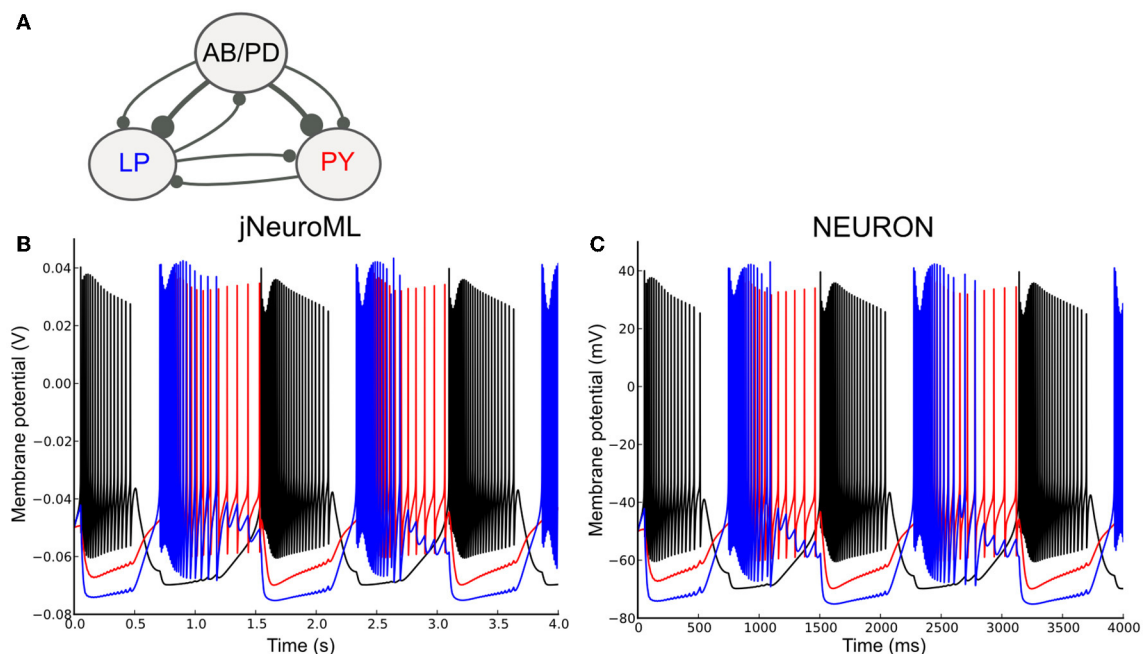 A
AB/PD
LP
PY
jNeuroML
NEURON
B
C
0.04
0.02
0.00
−0.02
−0.04
−0.06
−0.08
Membrane potential (V)
0.0 0.5 1.0 1.5 2.0 2.5 3.0 3.5 4.0
Time (s)
40
20
0
−20
−40
−60
−80
Membrane potential (mV)
0 500 1000 1500 2000 2500 3000 3500 4000
Time (ms)